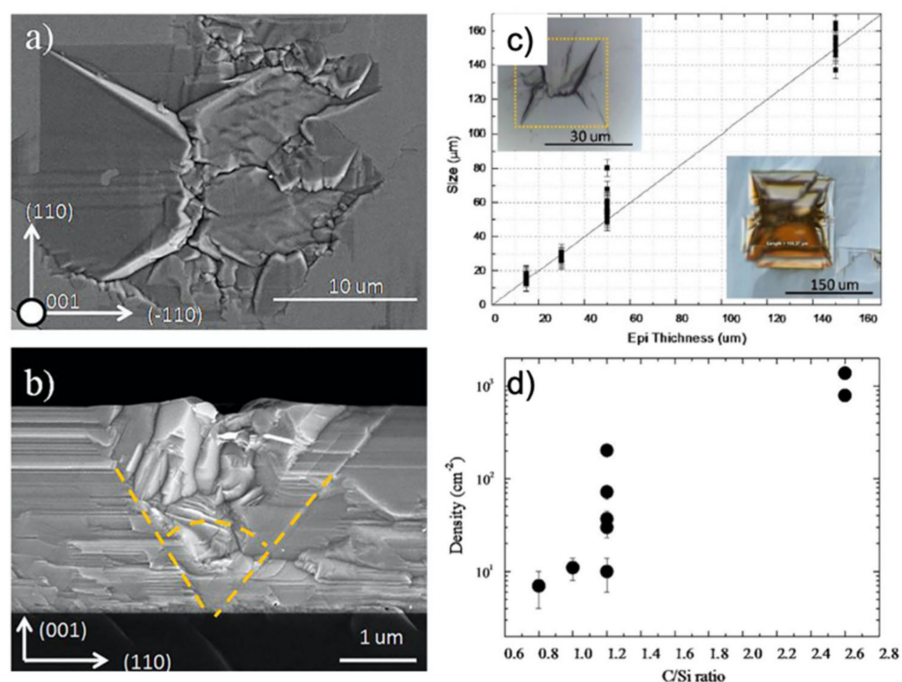 a)
(110)
001
(-110)
10 um
b)
(001)
(110)
1 um
c)
170
160
140
120
100
80
60
40
20
0
Size (μm)
30 um
150 um
0 20 40 60 80 100 120 140 160
Epi Thichness (um)
d)
10³
10²
10¹
Density (cm⁻²)
0.6 0.8 1.0 1.2 1.4 1.6 1.8 2.0 2.2 2.4 2.6 2.8
C/Si ratio